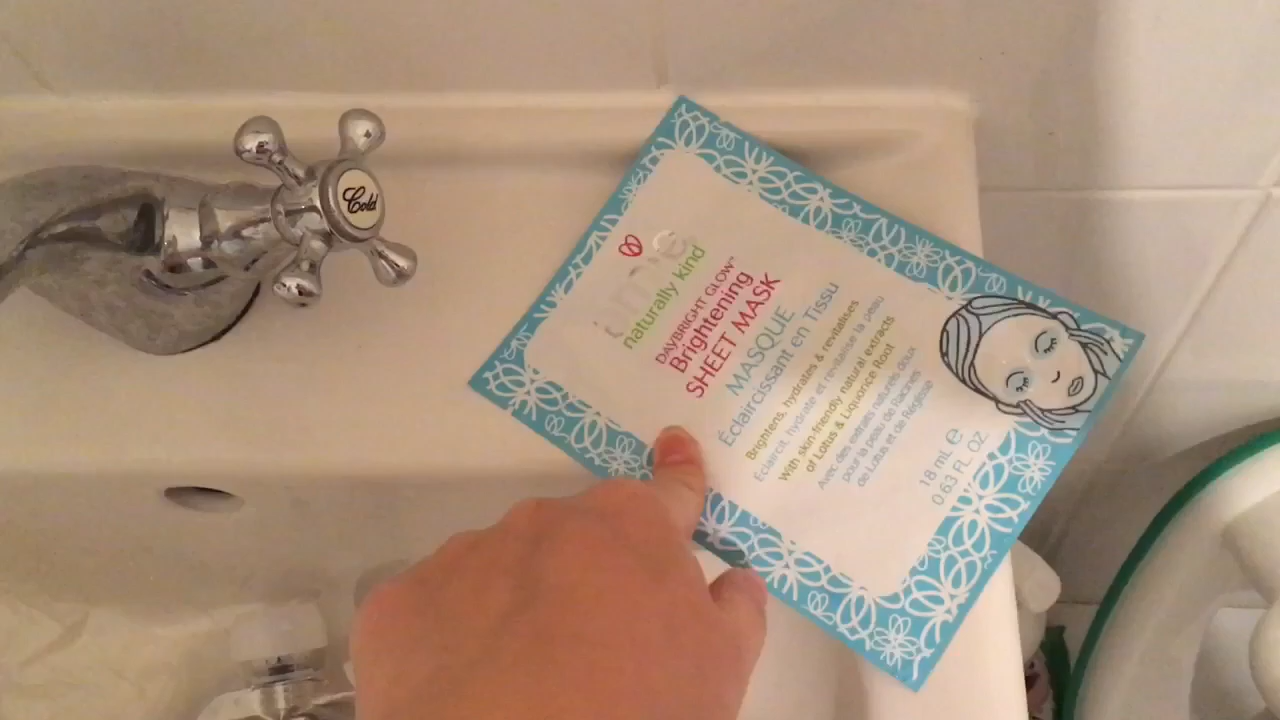 Cold
amie
naturally kind
DAYBRIGHT GLOW™
Brightening
SHEET MASK
MASQUE
Éclaircissant en Tissu
Brightens, hydrates & revitalises
Éclaircit, hydrate et revitalise la peau
With skin-friendly natural extracts
of Lotus & Liquorice Root
Avec des extraits naturels doux
pour la peau de Racines
de Lotus et de Réglisse
18 mL e
0.63 FL. OZ